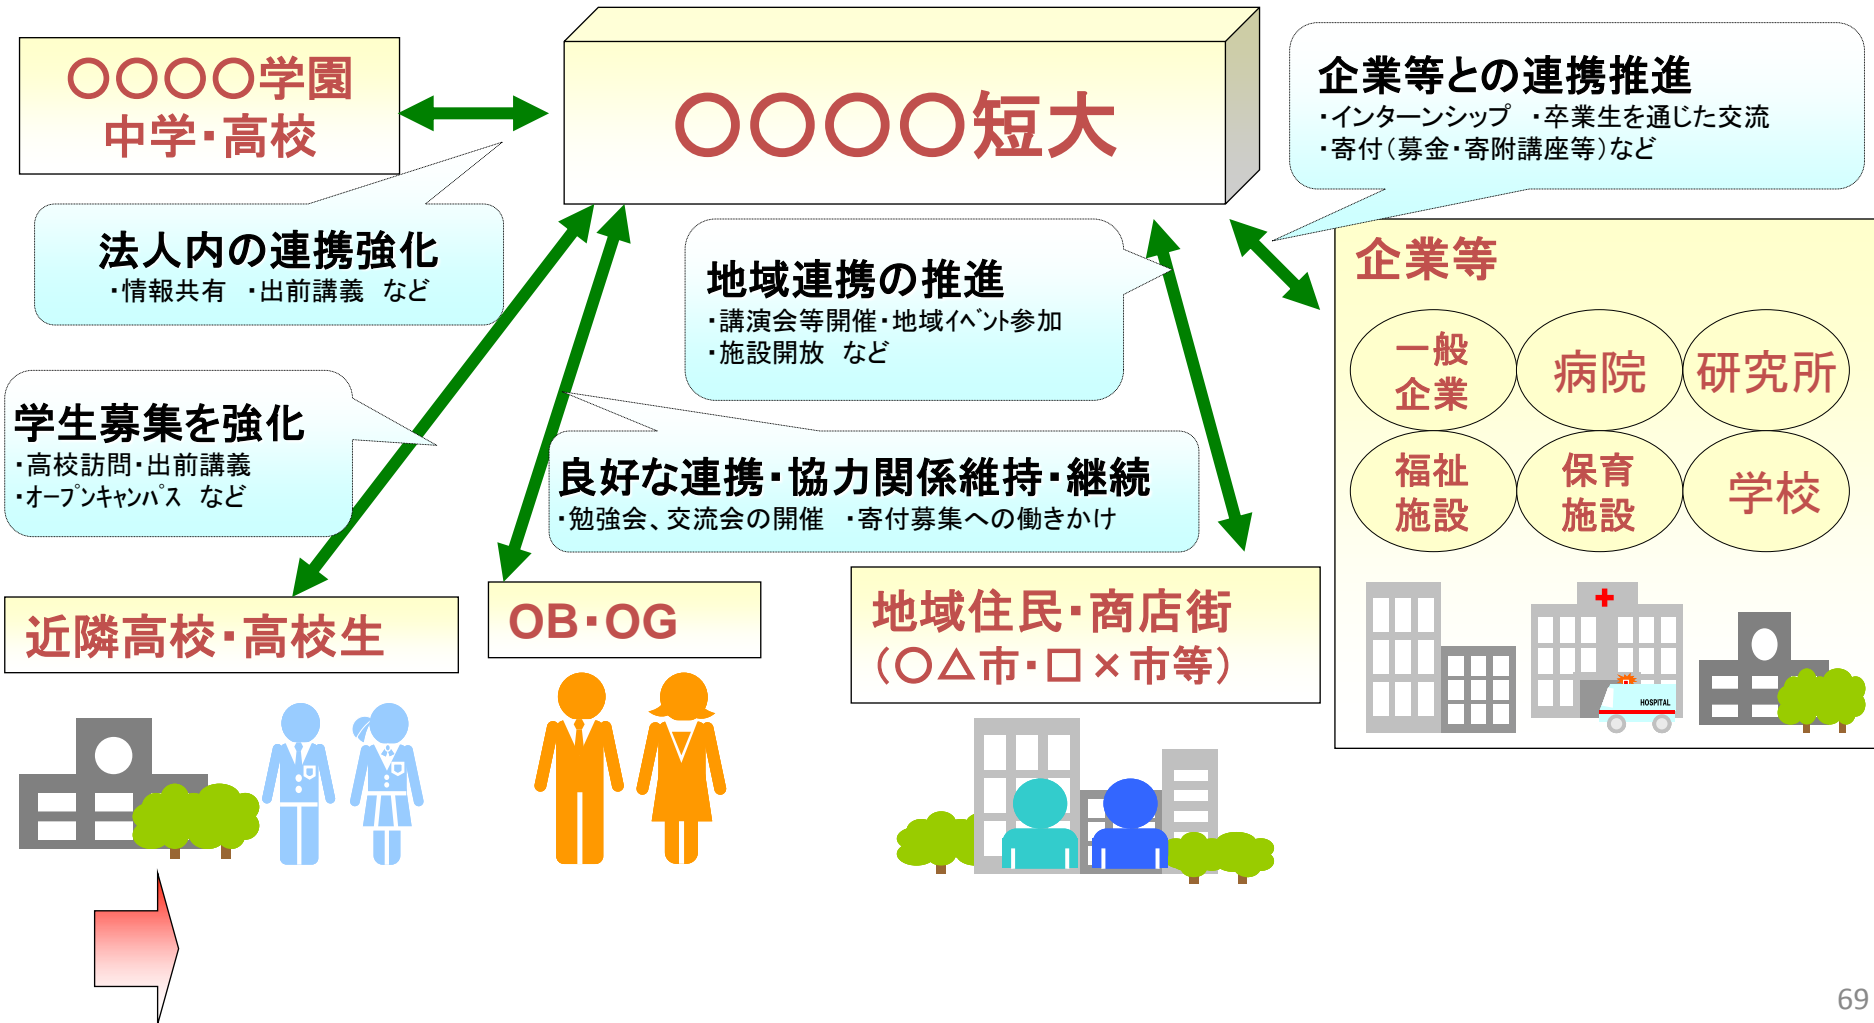 〇〇〇〇学園
中学・高校
〇〇〇〇短大
企業等との連携推進
・インターンシップ　・卒業生を通じた交流
・寄付（募金・寄附講座等）など
法人内の連携強化
・情報共有　・出前講義　など
地域連携の推進
・講演会等開催・地域ｲﾍﾞﾝﾄ参加
・施設開放　など
学生募集を強化
・高校訪問・出前講義
・ｵｰﾌﾟﾝｷｬﾝﾊﾟｽ　など
良好な連携・協力関係維持・継続
・勉強会、交流会の開催　・寄付募集への働きかけ
企業等
一般
企業
病院
研究所
福祉
施設
保育
施設
学校
近隣高校・高校生
OB・OG
地域住民・商店街
（〇△市・□×市等）
HOSPITAL
69